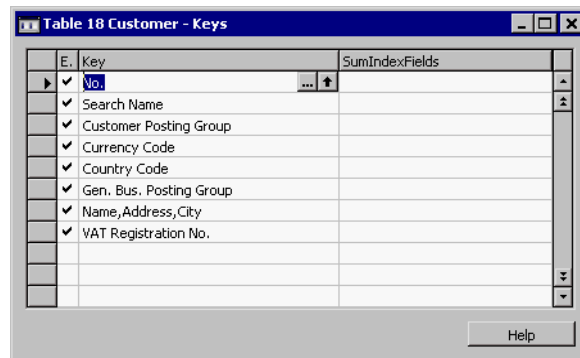 Table 18 Customer - Keys
E. Key SumIndexFields
No. ...
Search Name
Customer Posting Group
Currency Code
Country Code
Gen. Bus. Posting Group
Name,Address,City
VAT Registration No.
Help